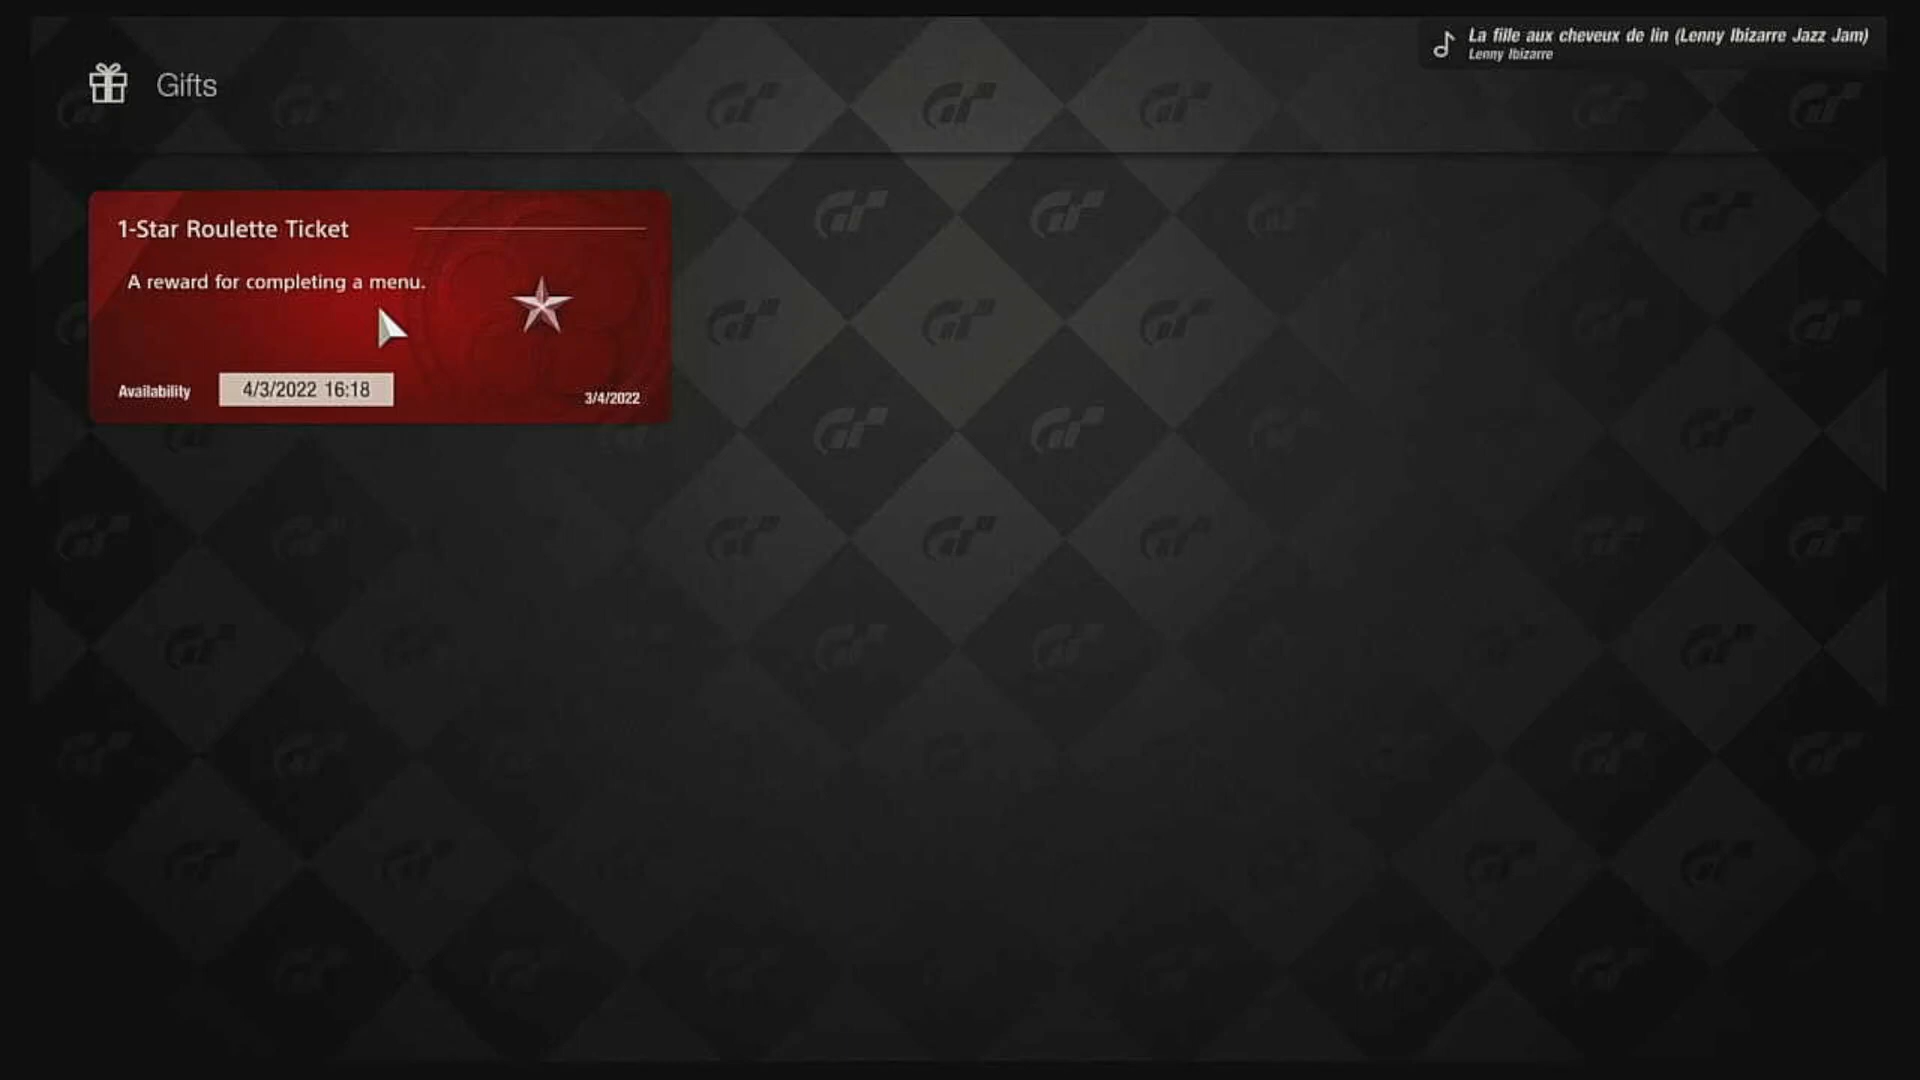 La fille aux cheveux de lin (Lenny Ibizarre Jazz Jam)
Lenny Ibizarre
Gifts
1-Star Roulette Ticket
A reward for completing a menu.
Availability 4/3/2022 16:18
3/4/2022